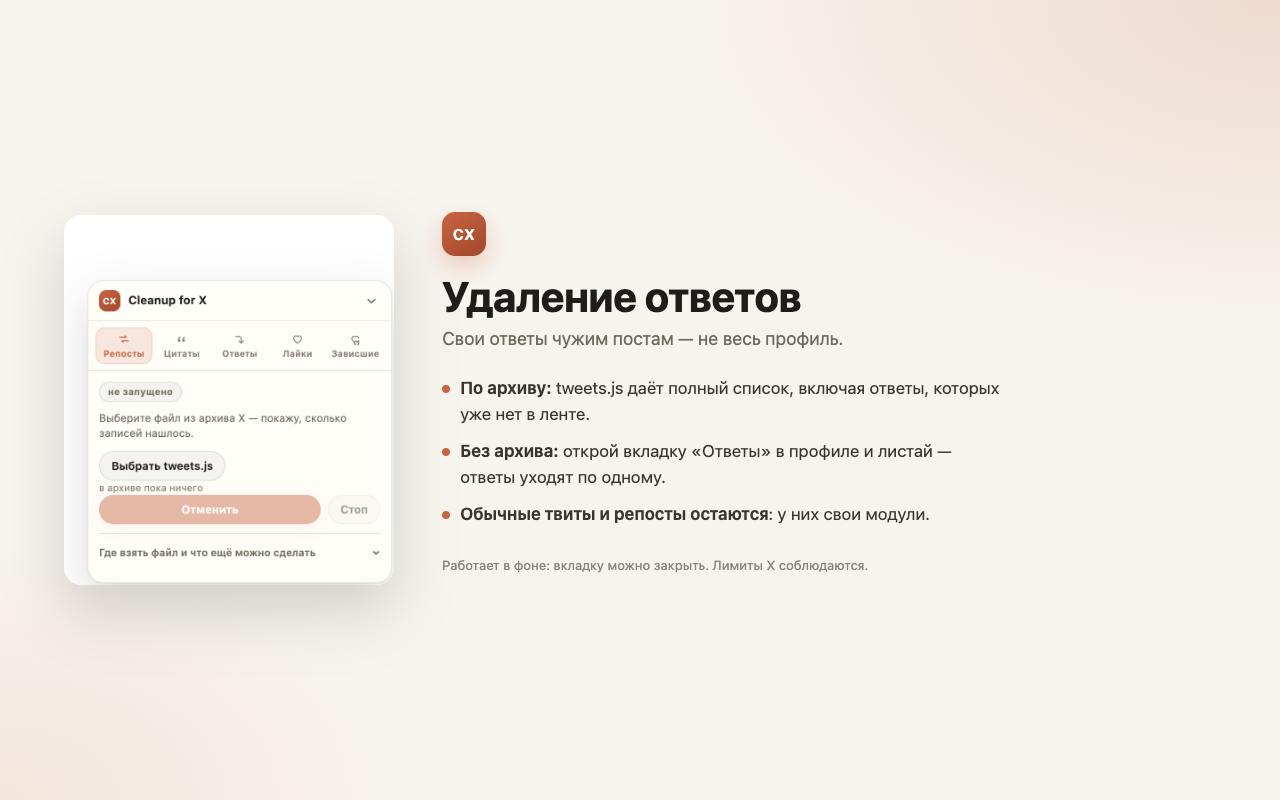 CX Cleanup for X
Репосты Цитаты Ответы Лайки Зависшие
не запущено
Выберите файл из архива X — покажу, сколько
записей нашлось.
Выбрать tweets.js
в архиве пока ничего
Отменить Стоп
Где взять файл и что ещё можно сделать
CX
Удаление ответов
Свои ответы чужим постам — не весь профиль.
По архиву: tweets.js даёт полный список, включая ответы, которых
уже нет в ленте.
Без архива: открой вкладку «Ответы» в профиле и листай —
ответы уходят по одному.
Обычные твиты и репосты остаются: у них свои модули.
Работает в фоне: вкладку можно закрыть. Лимиты X соблюдаются.